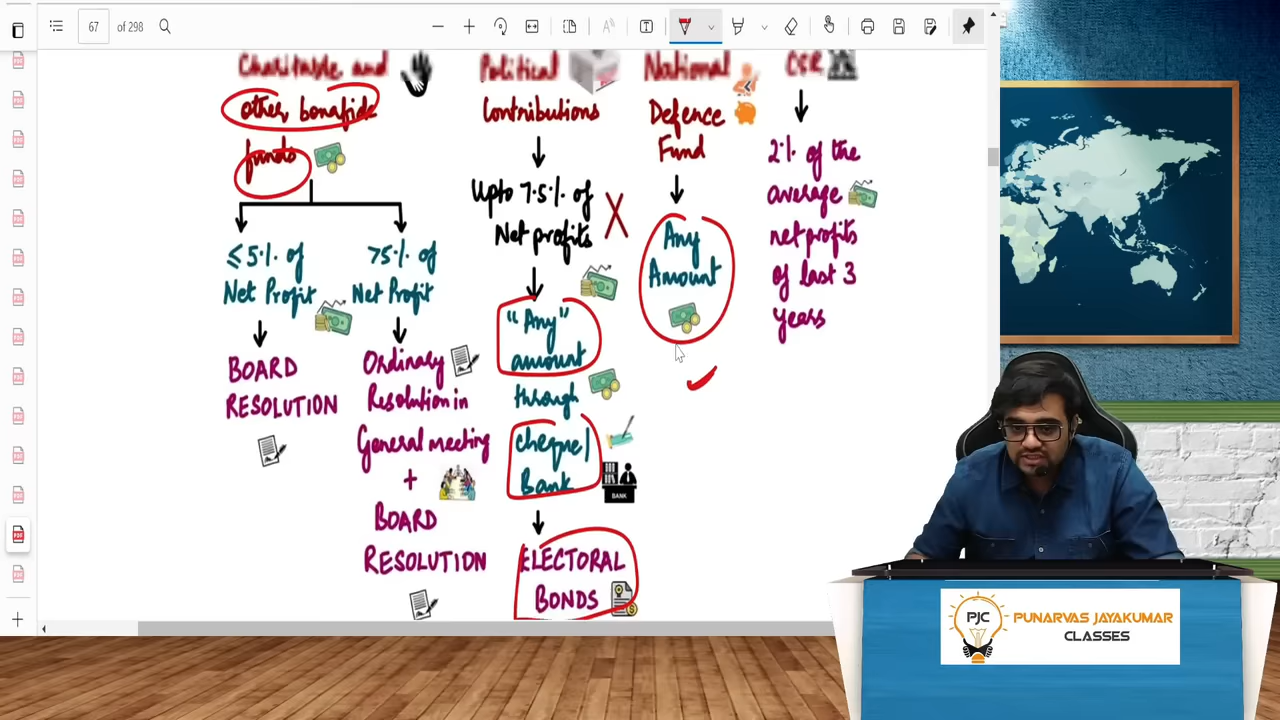 67 of 298
Charitable and
other bonafide
funds
≤5% of
Net Profit
BOARD
RESOLUTION
>5% of
Net Profit
Ordinary
Resolution in
General meeting
+
BOARD
RESOLUTION
Political
Contributions
Upto 7.5% of
Net profits
X
"Any"
amount
through
cheque/
Bank
BANK
ELECTORAL
BONDS
National
Defence
Fund
Any
Amount
CSR
2% of the
average
net profits
of last 3
years
PJC
PUNARVAS JAYAKUMAR
CLASSES